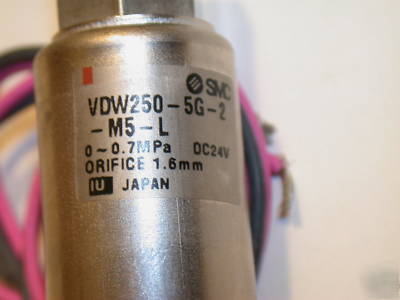 SMC
VDW250-5G-2
-M5-L
0~0.7MPa DC24V
ORIFICE 1.6mm
IU JAPAN